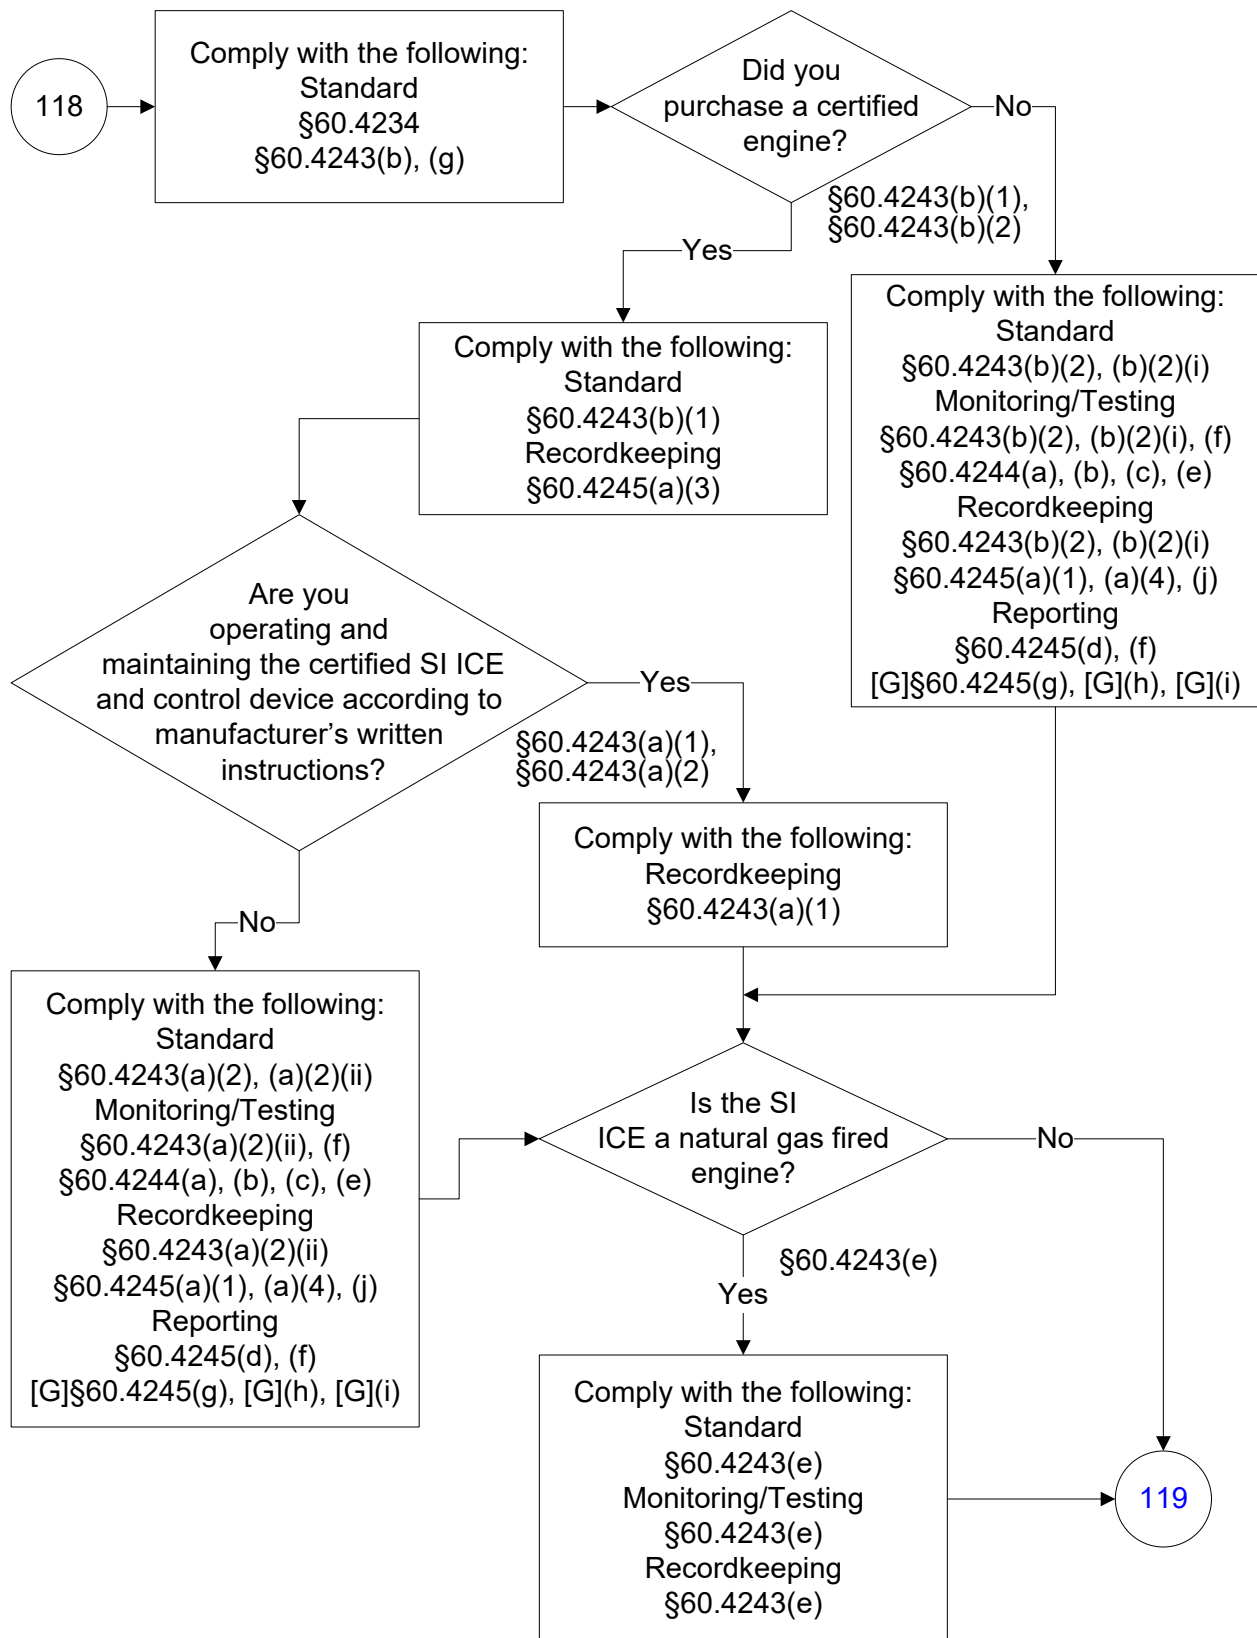 118
Comply with the following:
Standard
§60.4234
§60.4243(b), (g)
Did you
purchase a certified
engine?
No
§60.4243(b)(1),
§60.4243(b)(2)
Yes
Comply with the following:
Standard
§60.4243(b)(1)
Recordkeeping
§60.4245(a)(3)
Comply with the following:
Standard
§60.4243(b)(2), (b)(2)(i)
Monitoring/Testing
§60.4243(b)(2), (b)(2)(i), (f)
§60.4244(a), (b), (c), (e)
Recordkeeping
§60.4243(b)(2), (b)(2)(i)
§60.4245(a)(1), (a)(4), (j)
Reporting
§60.4245(d), (f)
[G]§60.4245(g), [G](h), [G](i)
Are you
operating and
maintaining the certified SI ICE
and control device according to
manufacturer’s written
instructions?
Yes
§60.4243(a)(1),
§60.4243(a)(2)
Comply with the following:
Recordkeeping
§60.4243(a)(1)
No
Comply with the following:
Standard
§60.4243(a)(2), (a)(2)(ii)
Monitoring/Testing
§60.4243(a)(2)(ii), (f)
§60.4244(a), (b), (c), (e)
Recordkeeping
§60.4243(a)(2)(ii)
§60.4245(a)(1), (a)(4), (j)
Reporting
§60.4245(d), (f)
[G]§60.4245(g), [G](h), [G](i)
Is the SI
ICE a natural gas fired
engine?
No
§60.4243(e)
Yes
Comply with the following:
Standard
§60.4243(e)
Monitoring/Testing
§60.4243(e)
Recordkeeping
§60.4243(e)
119